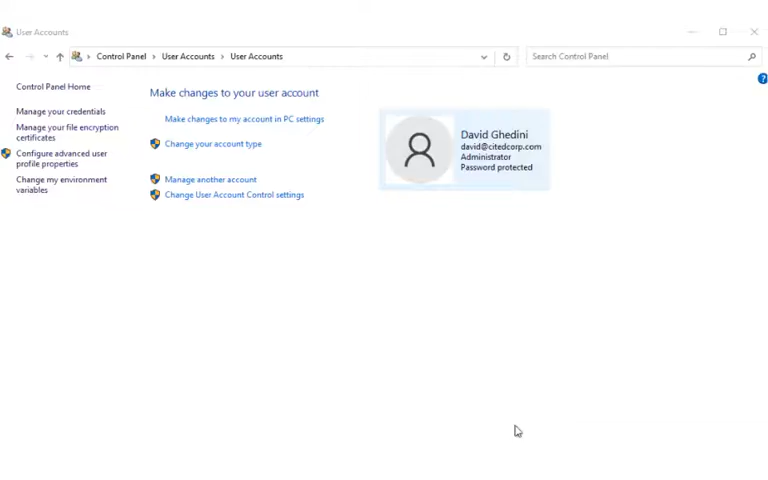 User Accounts
Control Panel
User Accounts
User Accounts
Search Control Panel
Control Panel Home
Manage your credentials
Manage your file encryption
certificates
Configure advanced user
profile properties
Change my environment
variables
Make changes to your user account
Make changes to my account in PC settings
Change your account type
Manage another account
Change User Account Control settings
David Ghedini
david@citedcorp.com
Administrator
Password protected